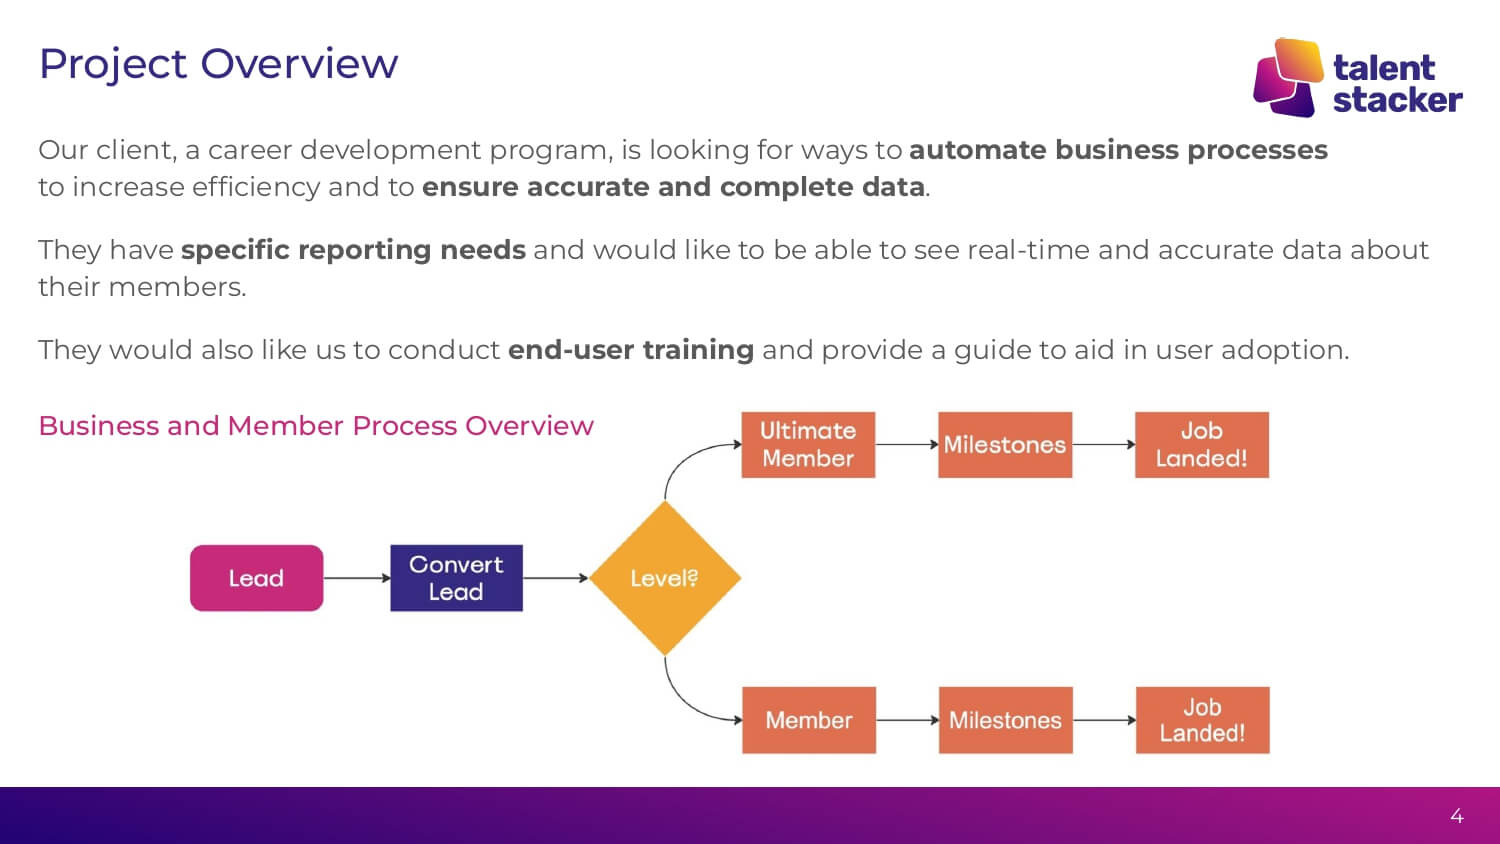 Project Overview
talent
stacker
Our client, a career development program, is looking for ways to automate business processes
to increase efficiency and to ensure accurate and complete data.
They have specific reporting needs and would like to be able to see real-time and accurate data about
their members.
They would also like us to conduct end-user training and provide a guide to aid in user adoption.
Business and Member Process Overview
Ultimate
Member
Milestones
Job
Landed!
Lead
Convert
Lead
Level?
Member
Milestones
Job
Landed!
4